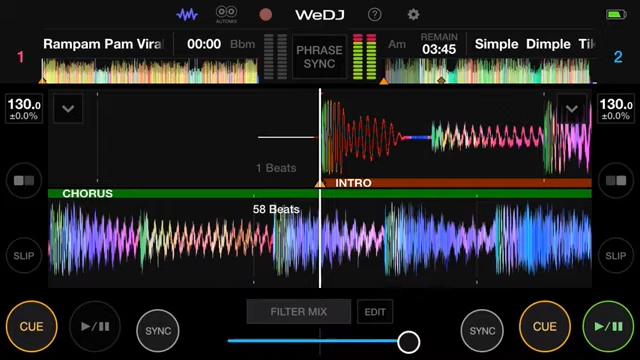 AUTOMIX
WeDJ
?
1
Rampam Pam Vira
00:00
Bbm
PHRASE
SYNC
Am
REMAIN
03:45
Simple Dimple Tik
2
130.0
±0.0%
130.0
±0.0%
1 Beats
INTRO
CHORUS
58 Beats
SLIP
SLIP
CUE
▶/❚❚
SYNC
FILTER MIX
EDIT
SYNC
CUE
▶/❚❚